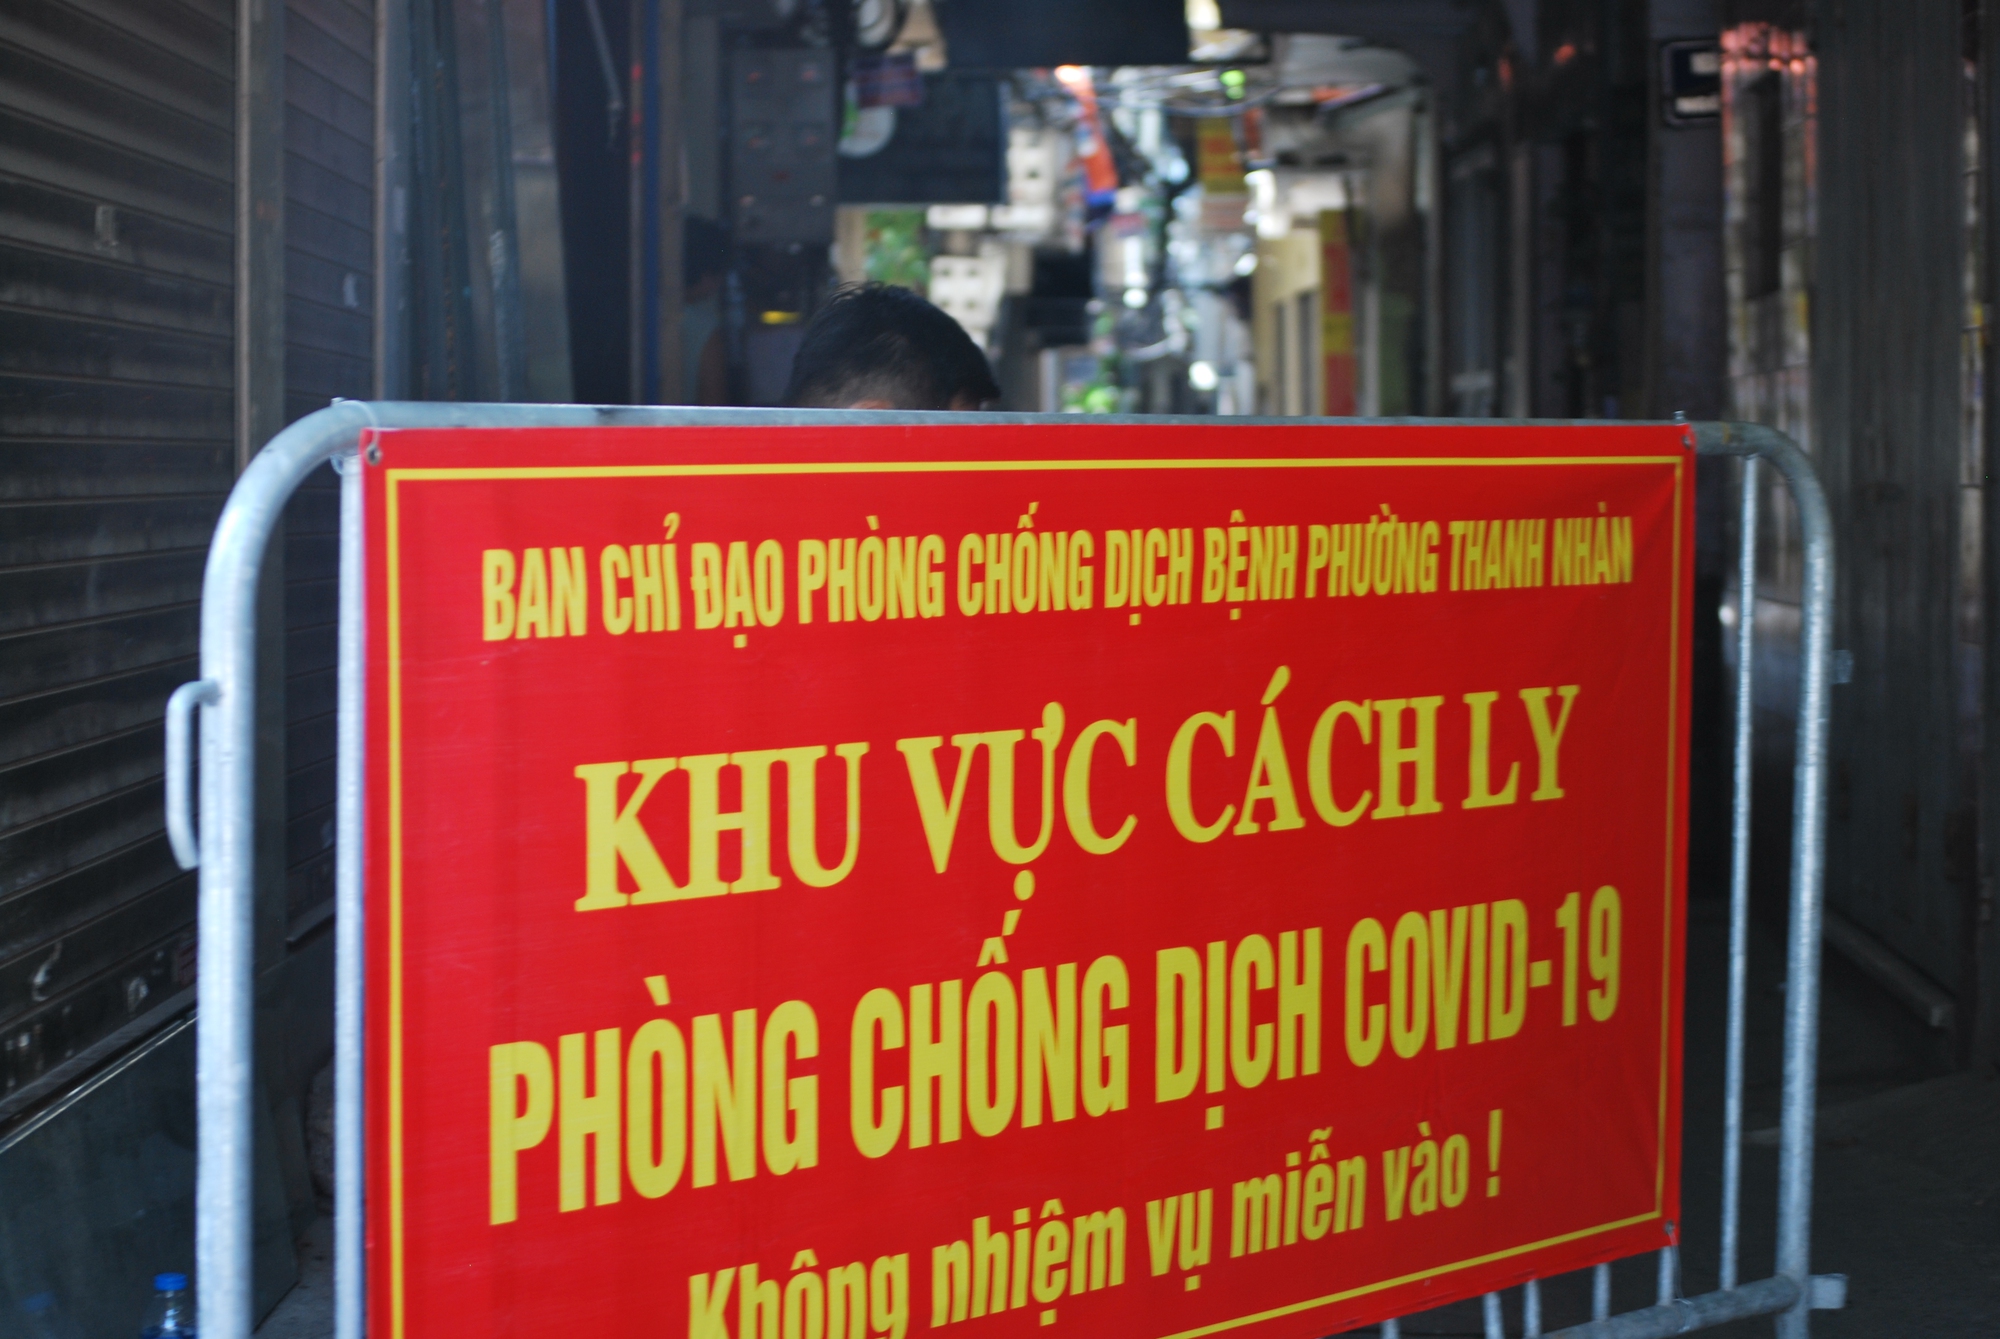 BAN CHỈ ĐẠO PHÒNG CHỐNG DỊCH BỆNH PHƯỜNG THANH NHÀN
KHU VỰC CÁCH LY
PHÒNG CHỐNG DỊCH COVID-19
Không nhiệm vụ miễn vào !